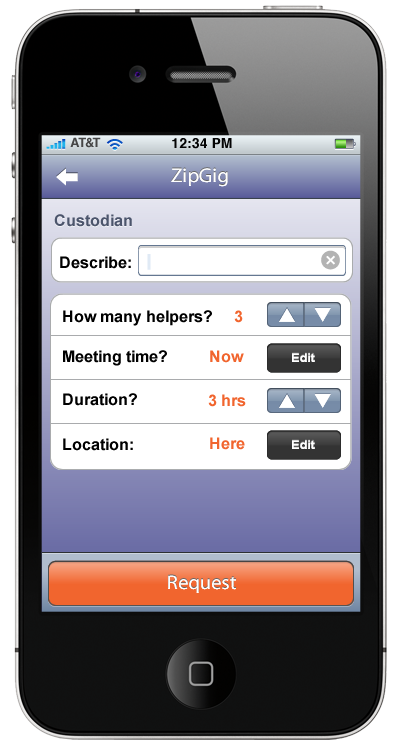 AT&T 12:34 PM
ZipGig
Custodian
Describe:
How many helpers? 3
Meeting time? Now Edit
Duration? 3 hrs
Location: Here Edit
Request